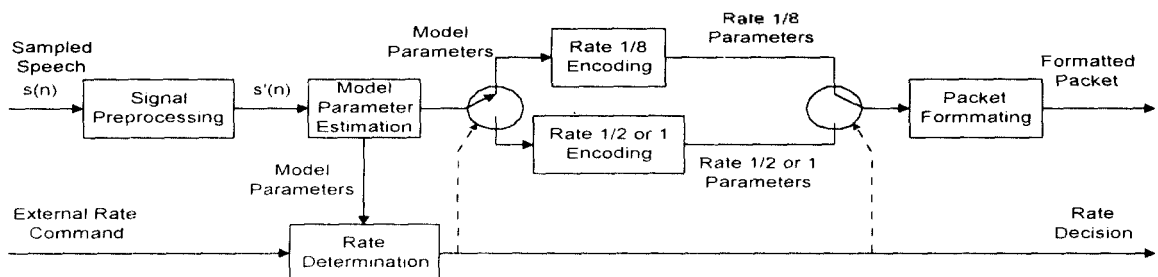 Sampled
Speech
s(n)
Signal
Preprocessing
s'(n)
Model
Parameter
Estimation
Model
Parameters
Rate 1/8
Encoding
Rate 1/8
Parameters
Rate 1/2 or 1
Encoding
Rate 1/2 or 1
Parameters
Packet
Formmating
Formatted
Packet
Model
Parameters
External Rate
Command
Rate
Determination
Rate
Decision